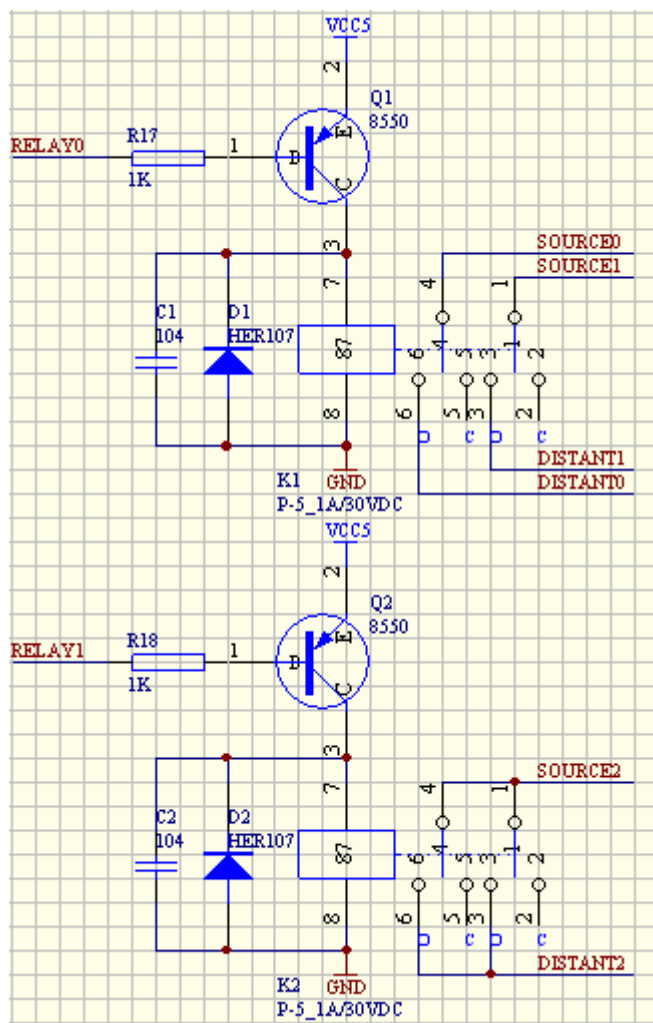 VCC5
2
Q1
8550
E
RELAY0
R17
1
B
1K
C
3
SOURCE0
SOURCE1
7
4
1
C1
104
D1
HER107
87
6
4
5
3
1
2
8
6
5
3
2
D
C
D
C
DISTANT1
DISTANT0
K1
GND
P-5_1A/30VDC
VCC5
2
Q2
8550
E
RELAY1
R18
1
B
1K
C
3
SOURCE2
7
4
1
C2
104
D2
HER107
87
6
4
5
3
1
2
8
6
5
3
2
D
C
D
C
DISTANT2
K2
GND
P-5_1A/30VDC